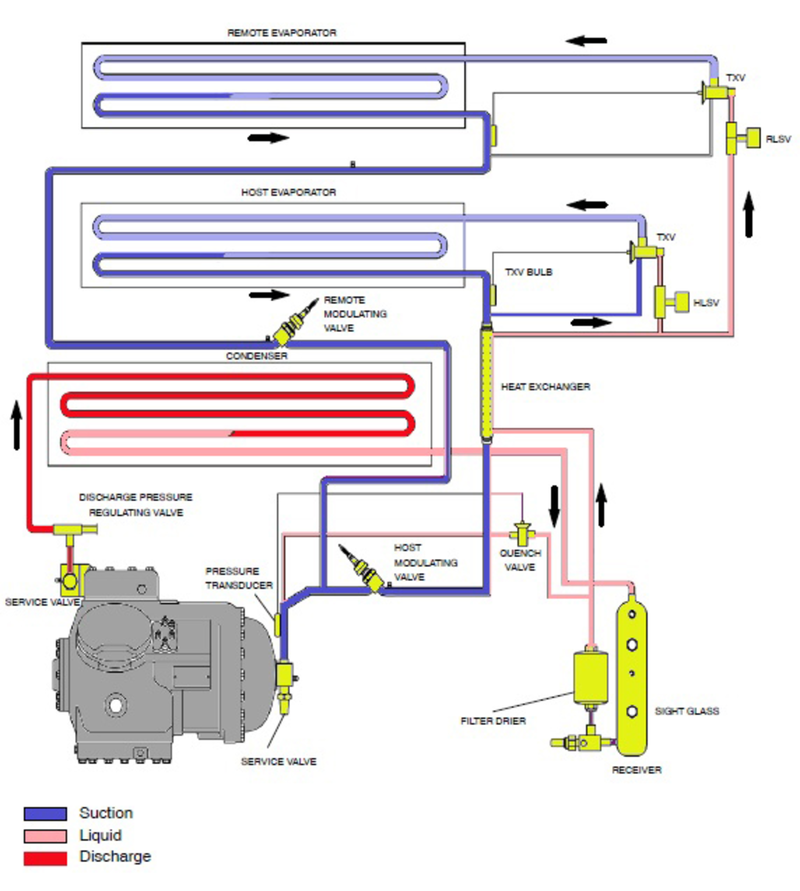 REMOTE EVAPORATOR
TXV
RLSV
HOST EVAPORATOR
TXV
TXV BULB
HLSV
REMOTE
MODULATING
VALVE
CONDENSER
HEAT EXCHANGER
DISCHARGE PRESSURE
REGULATING VALVE
HOST
MODULATING
VALVE
QUENCH
VALVE
PRESSURE
TRANSDUCER
SERVICE VALVE
FILTER DRIER
SIGHT GLASS
SERVICE VALVE
RECEIVER
Suction
Liquid
Discharge